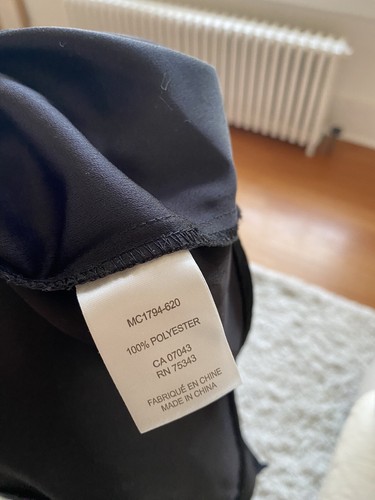 MC1794-620
100% POLYESTER
CA 07043
RN 75343
FABRIQUÉ EN CHINE
MADE IN CHINA